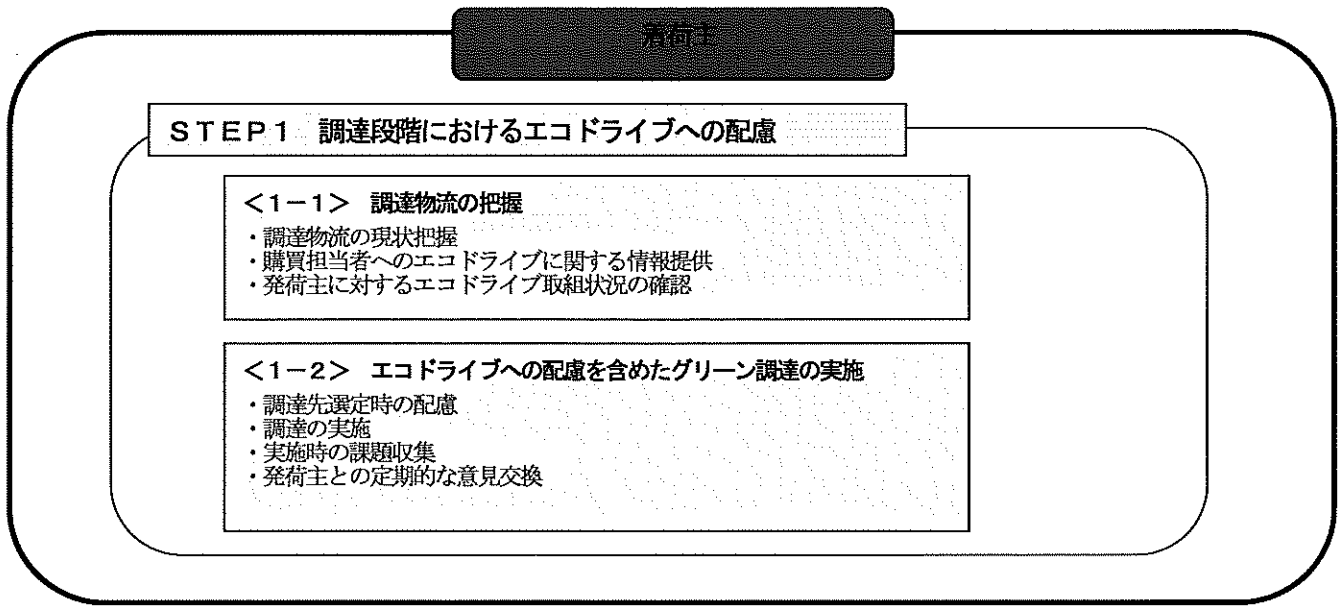 着荷主
STEP1 調達段階におけるエコドライブへの配慮
<1-1> 調達物流の把握
・調達物流の現状把握
・購買担当者へのエコドライブに関する情報提供
・発荷主に対するエコドライブ取組状況の確認
<1-2> エコドライブへの配慮を含めたグリーン調達の実施
・調達先選定時の配慮
・調達の実施
・実施時の課題収集
・発荷主との定期的な意見交換